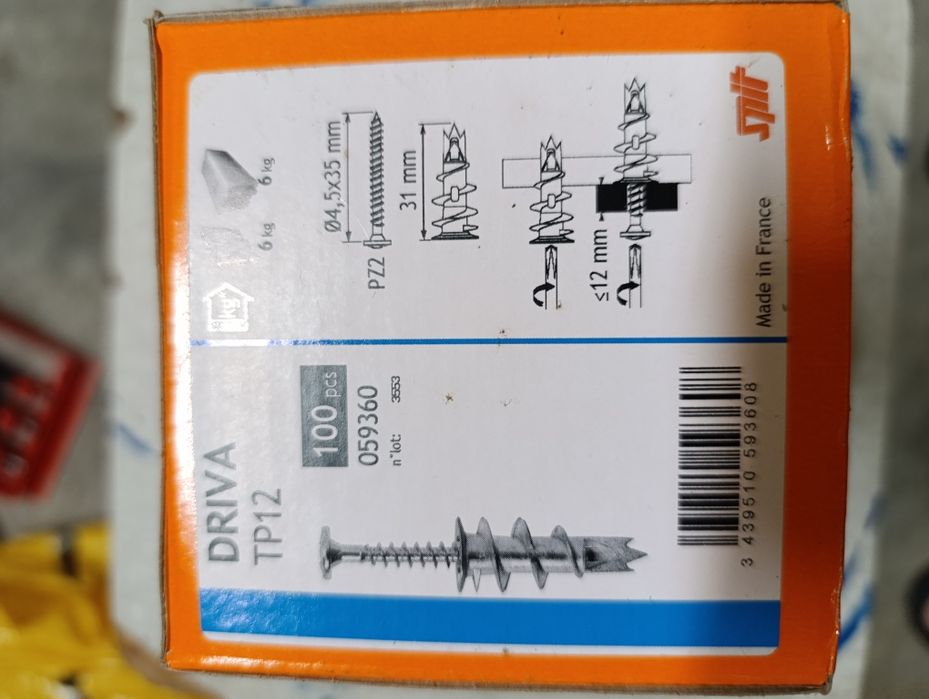 DRIVA
TP12
100 pcs
059360
n°lot: 3553
3 439510 593608
kg
6 kg
6 kg
Ø4,5x35 mm
PZ2
31 mm
≤12 mm
Made in France
spit